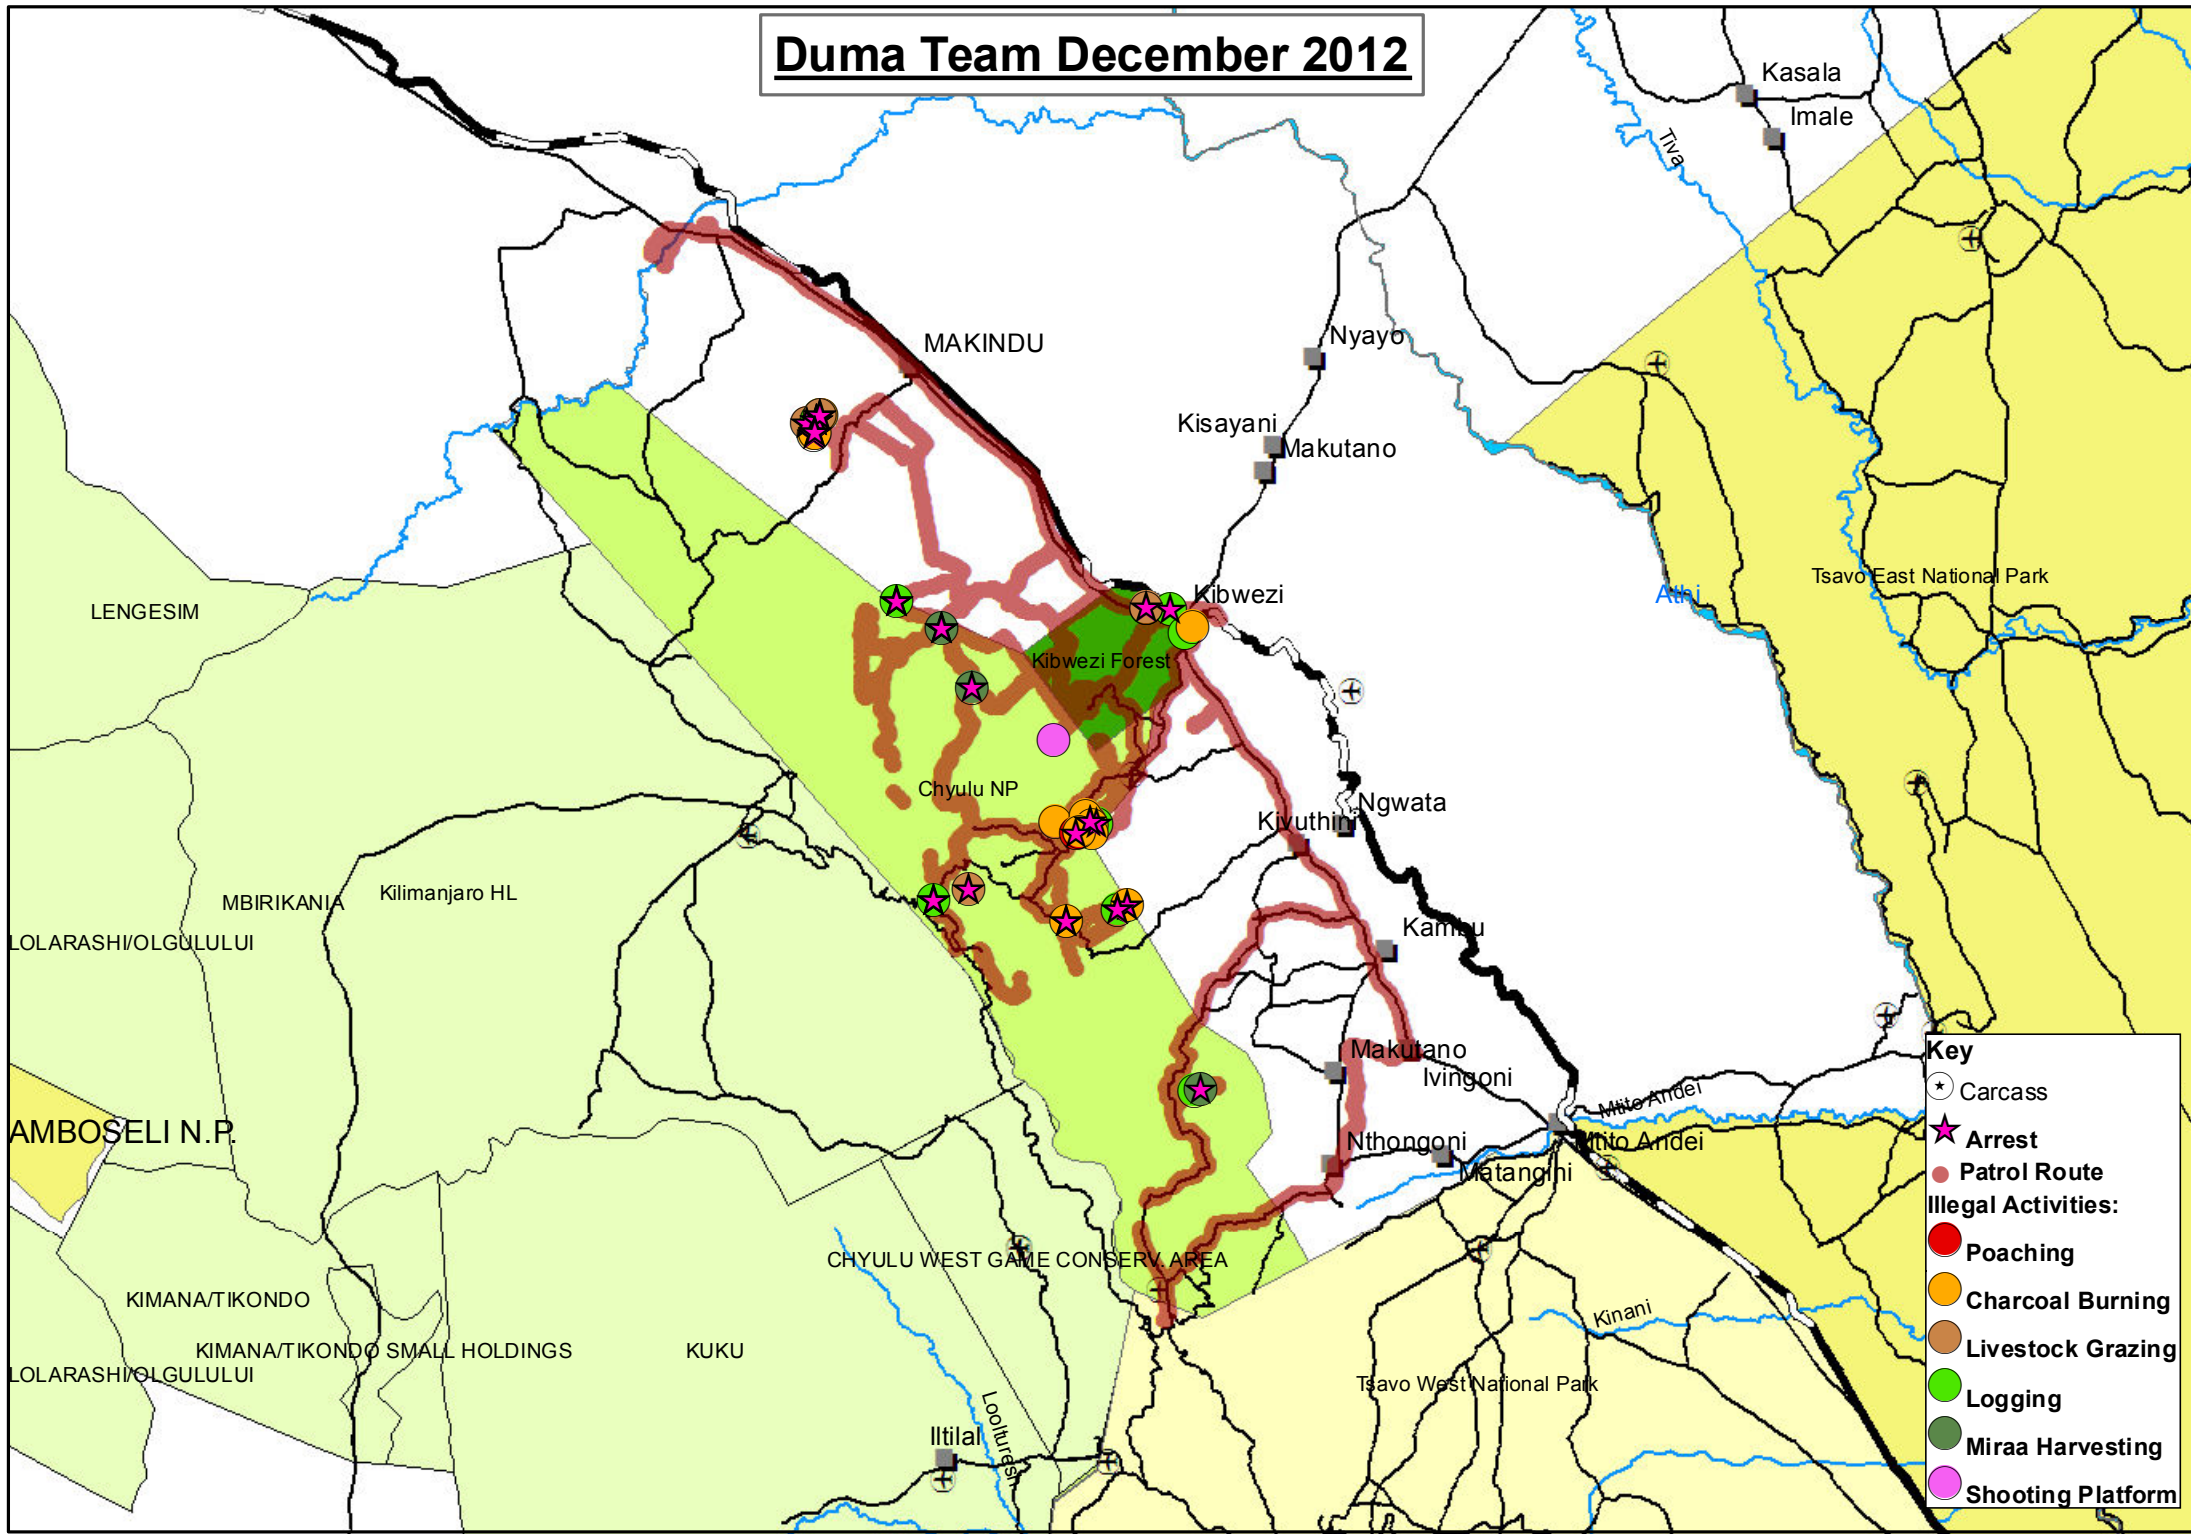 Duma Team December 2012
Kasala
Imale
Tiva
MAKINDU
Nyayo
Kisayani
Makutano
Tsavo East National Park
Athi
Kibwezi
LENGESIM
Kibwezi Forest
Chyulu NP
Ngwata
Kivuthini
Kilimanjaro HL
MBIRIKANIA
LOLARASHI/OLGULULUI
Kambu
Makutano
Ivingoni
Mtito Andei
AMBOSELI N.P.
Nthongoni
Mtito Andei
Matangini
CHYULU WEST GAME CONSERV. AREA
KIMANA/TIKONDO
Kinani
KIMANA/TIKONDO SMALL HOLDINGS
KUKU
LOLARASHI/OLGULULUI
Tsavo West National Park
Iltilal
Loolturesh
Key
Carcass
Arrest
Patrol Route
Illegal Activities:
Poaching
Charcoal Burning
Livestock Grazing
Logging
Miraa Harvesting
Shooting Platform